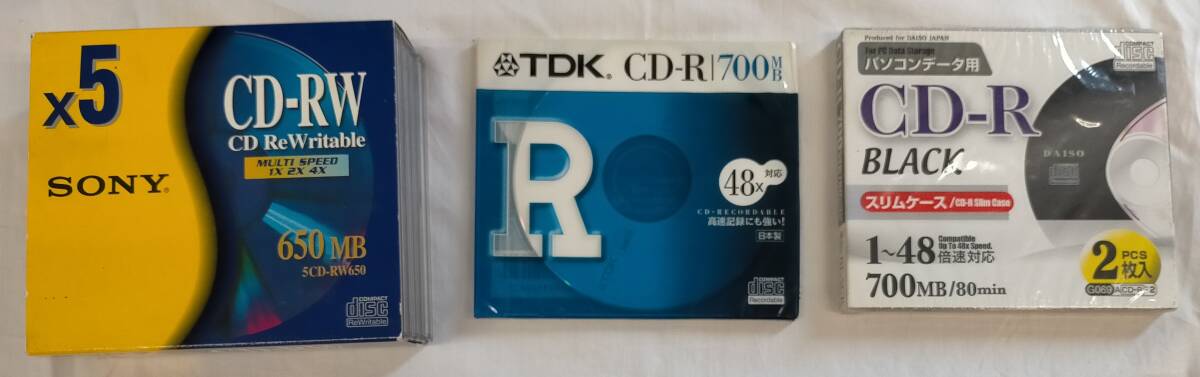 x5
SONY®
CD-RW
CD ReWritable
MULTI SPEED
1X 2X 4X
650 MB
5CD-RW650
COMPACT
disc
ReWritable
TDK® CD-R 700MB
R
48x 対応
CD-RECORDABLE
高速記録にも強い!
日本製
COMPACT
disc
Recordable
Produced for DAISO JAPAN
For PC Data Storage
パソコンデータ用
COMPACT
disc
Recordable
CD-R
BLACK
DAISO
スリムケース/CD-R Slim Case
1~48 Compatible Up To 48x Speed.
倍速対応
700MB/80min
2 PCS
枚入
G069